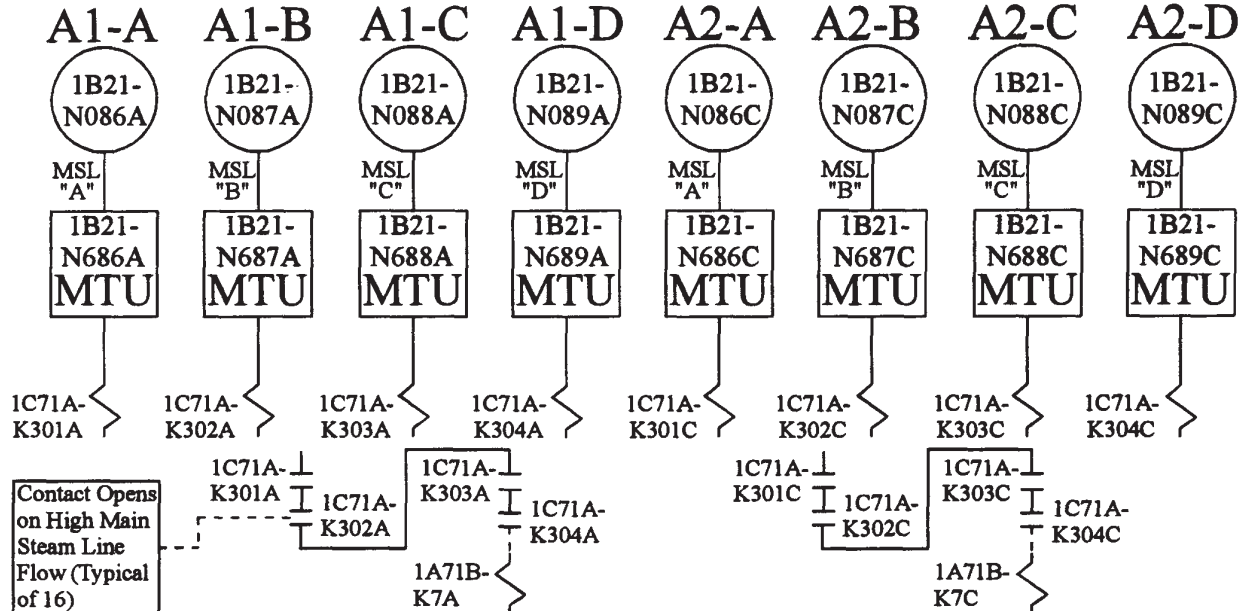 A1-A A1-B A1-C A1-D A2-A A2-B A2-C A2-D
1B21- 1B21- 1B21- 1B21- 1B21- 1B21- 1B21- 1B21-
N086A N087A N088A N089A N086C N087C N088C N089C
MSL MSL MSL MSL MSL MSL MSL MSL
"A" "B" "C" "D" "A" "B" "C" "D"
1B21- 1B21- 1B21- 1B21- 1B21- 1B21- 1B21- 1B21-
N686A N687A N688A N689A N686C N687C N688C N689C
MTU MTU MTU MTU MTU MTU MTU MTU
1C71A- 1C71A- 1C71A- 1C71A- 1C71A- 1C71A- 1C71A- 1C71A-
K301A K302A K303A K304A K301C K302C K303C K304C
1C71A-
K301A
1C71A-
K302A
1C71A-
K303A
1C71A-
K304A
1A71B-
K7A
1C71A-
K301C
1C71A-
K302C
1C71A-
K303C
1C71A-
K304C
1A71B-
K7C
Contact Opens
on High Main
Steam Line
Flow (Typical
of 16)